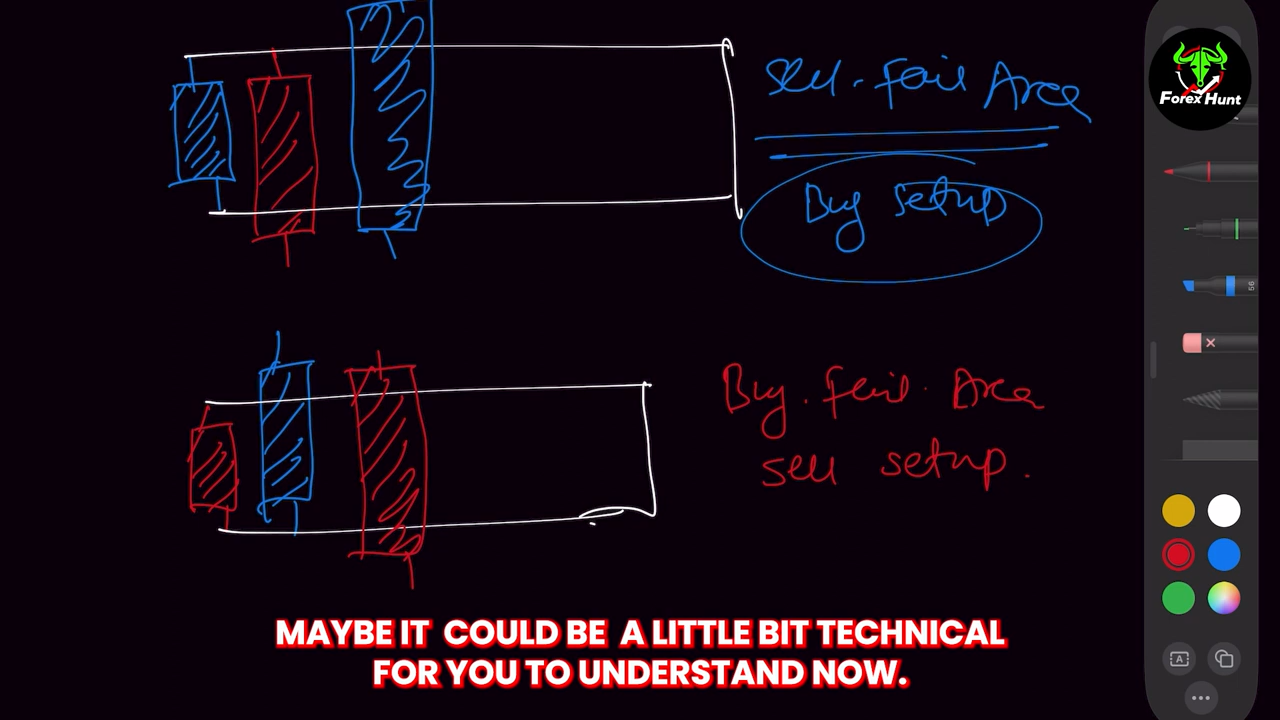 Forex Hunt
Sell. Fail Area
Buy Setup
Buy. Fail. Area
Sell setup.
MAYBE IT COULD BE A LITTLE BIT TECHNICAL
FOR YOU TO UNDERSTAND NOW.
56
A